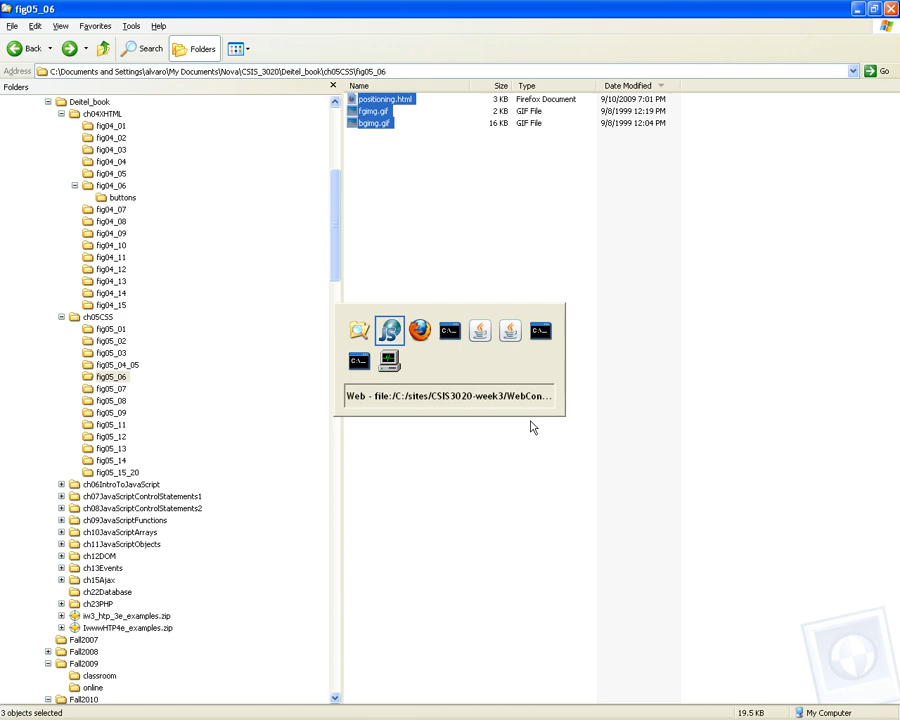 fig05_06
File Edit View Favorites Tools Help
Back Search Folders
Address C:\Documents and Settings\alvaro\My Documents\Nova\CSIS_3020\Deitel_book\ch05CSS\fig05_06 Go
Folders
Name Size Type Date Modified
positioning.html 3 KB Firefox Document 9/10/2009 7:01 PM
fgimg.gif 2 KB GIF File 9/8/1999 12:19 PM
bgimg.gif 16 KB GIF File 9/8/1999 12:04 PM
Deitel_book
ch04XHTML
fig04_01
fig04_02
fig04_03
fig04_04
fig04_05
fig04_06
buttons
fig04_07
fig04_08
fig04_09
fig04_10
fig04_11
fig04_12
fig04_13
fig04_14
fig04_15
ch05CSS
fig05_01
fig05_02
fig05_03
fig05_04_05
fig05_06
fig05_07
fig05_08
fig05_09
fig05_11
fig05_12
fig05_13
fig05_14
fig05_15_20
ch06IntroToJavaScript
ch07JavaScriptControlStatements1
ch08JavaScriptControlStatements2
ch09JavaScriptFunctions
ch10JavaScriptArrays
ch11JavaScriptObjects
ch12DOM
ch13Events
ch15Ajax
ch22Database
ch23PHP
iw3_htp_3e_examples.zip
IwwwHTP4e_examples.zip
Fall2007
Fall2008
Fall2009
classroom
online
Fall2010
JS
C:\_
C:\_
C:\_
Web - file:/C:/sites/CSIS3020-week3/WebCon...
3 objects selected 19.5 KB My Computer